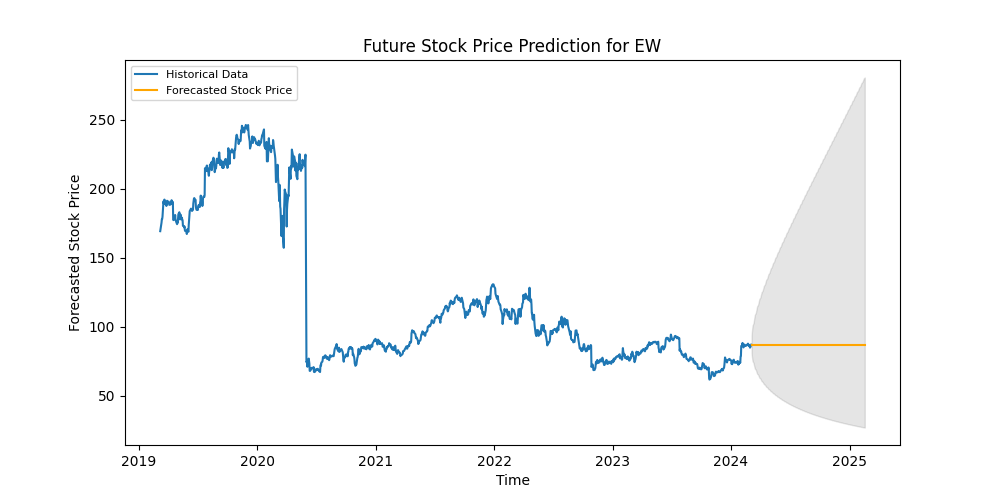 Future Stock Price Prediction for EW
Historical Data
Forecasted Stock Price
250
200
150
100
50
Forecasted Stock Price
2019
2020
2021
2022
2023
2024
2025
Time